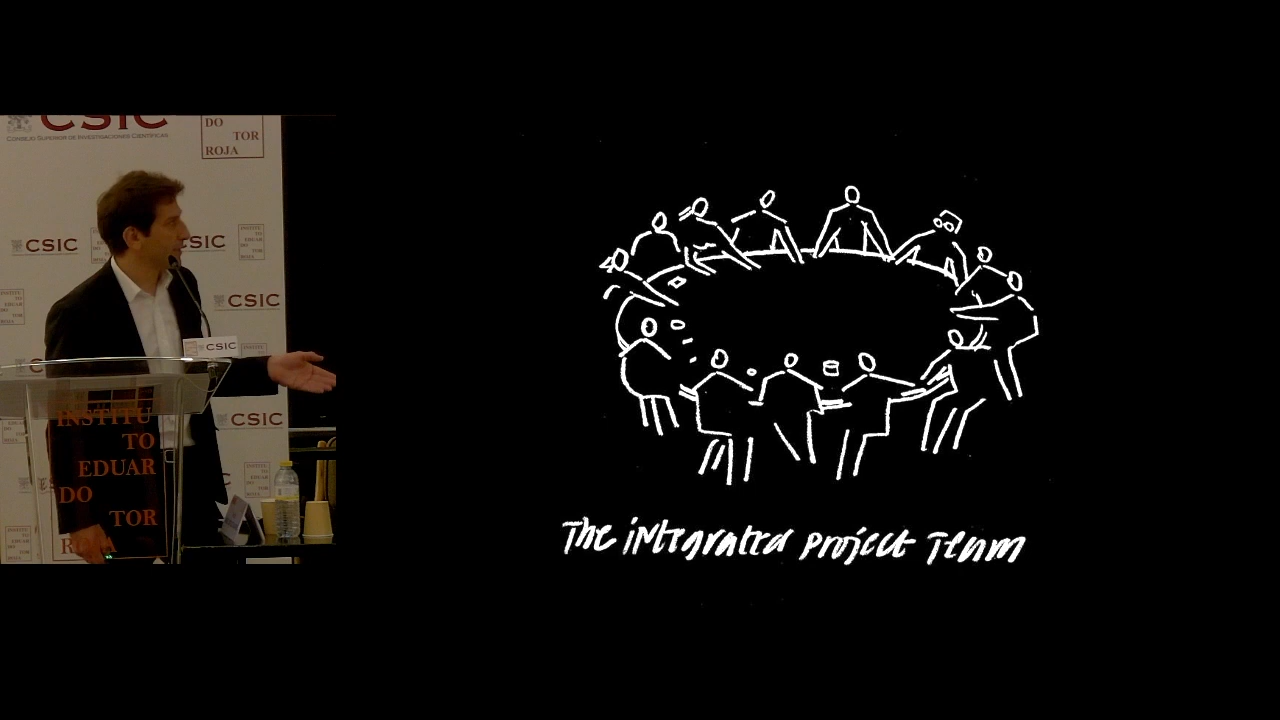 CSIC
CONSEJO SUPERIOR DE INVESTIGACIONES CIENTÍFICAS
DO
TOR
ROJA
CSIC
CSIC
CSIC
CSIC
CSIC
INSTITU
TO
EDUAR
DO
TOR
The integrated project Team